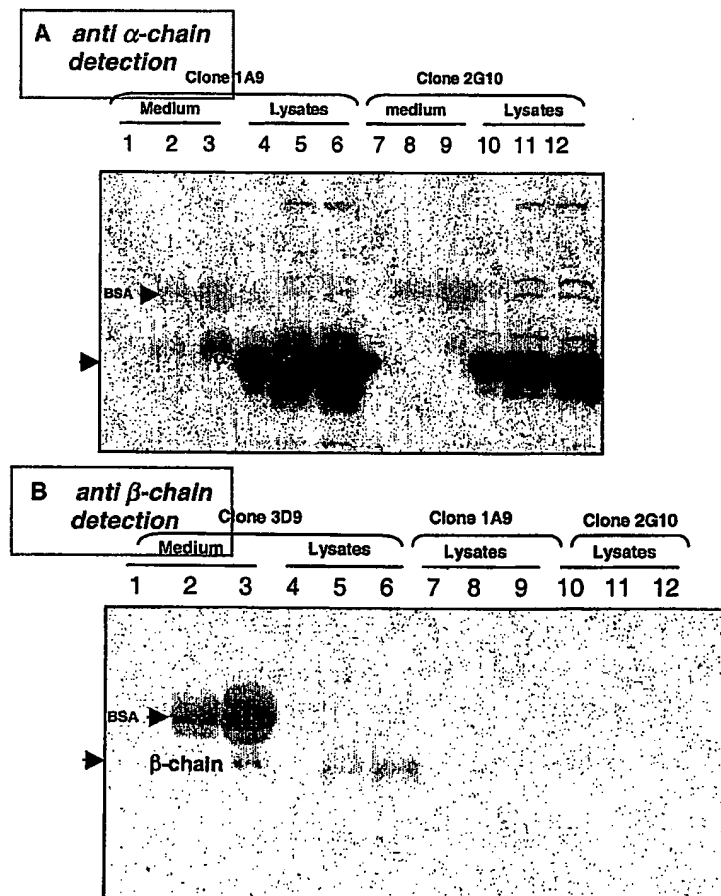 A anti α-chain
detection
Clone 1A9 Clone 2G10
Medium Lysates medium Lysates
1 2 3 4 5 6 7 8 9 10 11 12
BSA
B anti β-chain
detection
Clone 3D9 Clone 1A9 Clone 2G10
Medium Lysates Lysates Lysates
1 2 3 4 5 6 7 8 9 10 11 12
BSA
β-chain